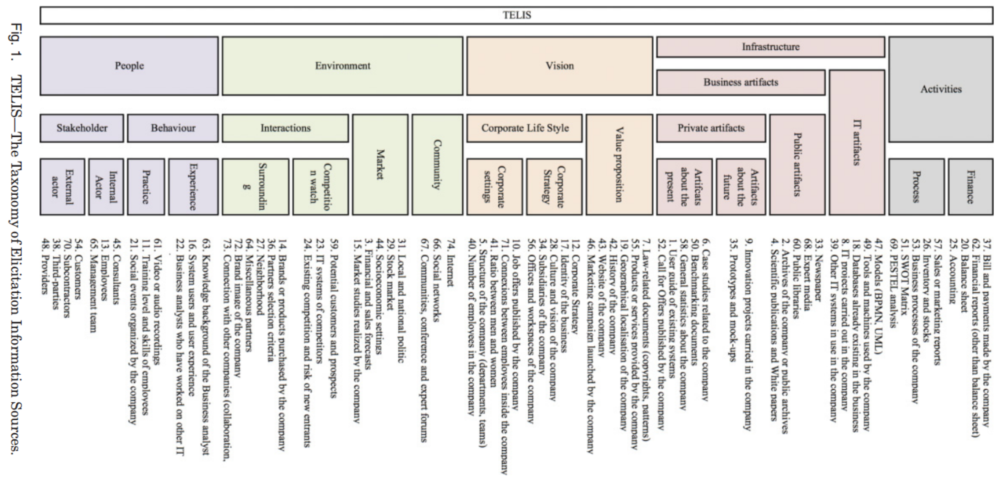 TELIS
People
Environment
Vision
Infrastructure
Activities
Business artifacts
IT artifacts
Stakeholder
Behaviour
Interactions
Market
Community
Corporate Life Style
Value proposition
Private artifacts
Public artifacts
External
actor
Internal
Actor
Practice
Experience
Surroundin
g
Competitio
n watch
Corporate
settings
Corporate
Strategy
Artifcats
about the
present
Artifacts
about the
future
Process
Finance
37. Bill and payments made by the company
62. Financial reports (other than balance sheet)
20. Balance sheet
25. Accounting
57. Sales or marketing reports
26. Inventory and stocks
53. Business processes of the company
51. SWOT Matrix
69. PESTEL analysis
47. Models (BPMN, UML)
49. Tools and machines used by the company
18. Databases already existing in the business
8. IT projects carried out in the company
39. Other IT systems in use in the company
33. Newspaper
68. Expert media
60. Public libraries
2. Archives of the company or public archives
4. Scientific publications and White papers
9. Innovation projects carried in the company
35. Prototypes and mock-ups
6. Case studies related to the company
50. Benchmarking documents
58. General statistics about the company
1. User guide of existing systems
52. Call for Offers published by the company
7. Law-related documents (copyrights, patterns)
55. Products or services provided by the company
19. Geographical localisation of the company
42. History of the company
43. Website of the company
46. Marketing campaign launched by the company
12. Corporate Strategy
17. Identity of the business
28. Culture and vision of the company
34. Subsidiaries of the company
56. Offices and workspaces of the company
10. Job offers published by the company
71. Connexions between employees inside the company
41. Ratio between men and women
5. Structure of the company (departments, teams)
40. Number of employees in the company
74. Internet
66. Social networks
67. Communities, conference and expert forums
31. Local and national politic
29. Stock market
44. Socioeconomic settings
3. Financial and sales forecasts
15. Market studies realized by the company
59. Potential customers and prospects
23. IT systems of competitors
24. Existing competition and risk of new entrants
14. Brands or products purchased by the company
36. Partners selection criteria
27. Neighborhood
64. Miscellaneous partners
72. Brand image of the company
73. Connection with other companies (collaboration,
63. Knowledge background of the Business analyst
16. System users and user experience
22. Business analysts who have worked on other IT
61. Video or audio recordings
11. Training level and skills of employees
21. Social events organized by the company
45. Consultants
13. Employes
65. Management team
54. Customers
70. Subcontractors
38. Third-parties
48. Providers
Fig. 1. TELIS—The Taxonomy of Elicitation Information Sources.